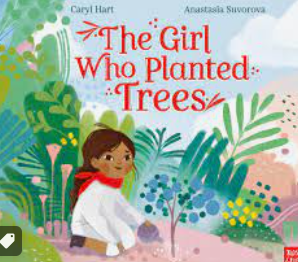 Caryl Hart Anastasia Suvorova
The Girl
Who Planted
Trees